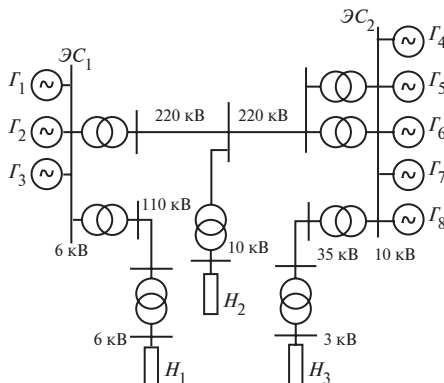 ЭС1
ЭС2
Г1
Г2
Г3
Г4
Г5
Г6
Г7
Г8
220 кВ
220 кВ
110 кВ
6 кВ
10 кВ
35 кВ
10 кВ
Н2
6 кВ
3 кВ
Н1
Н3